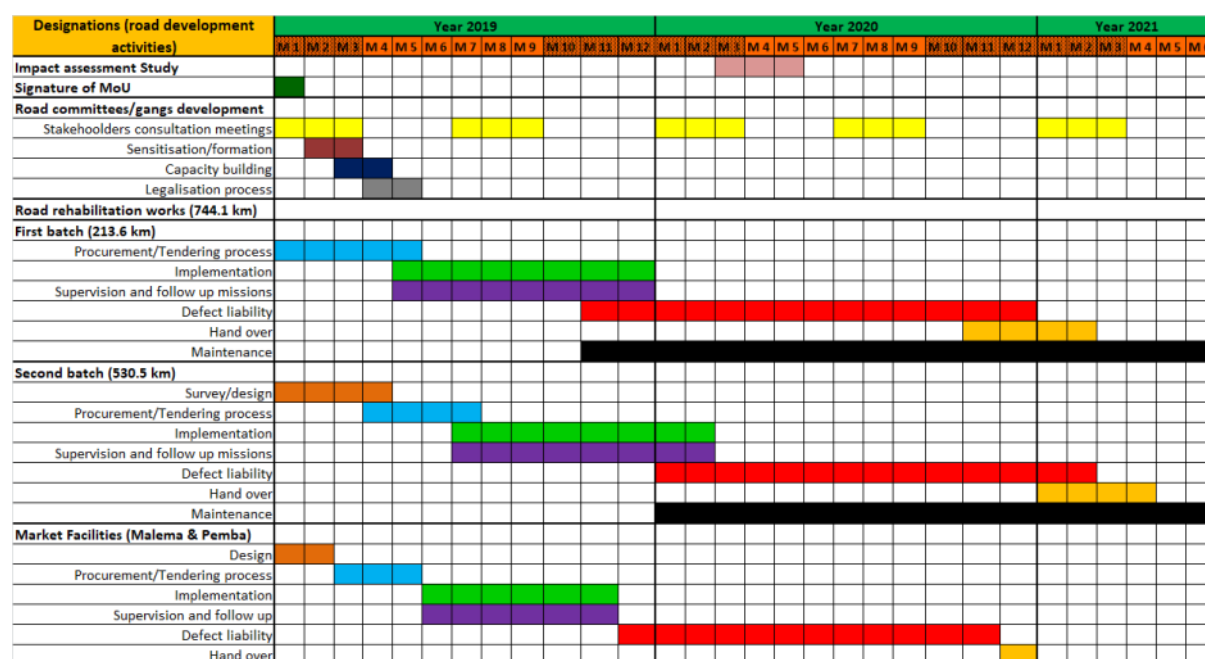 Designations (road development Year 2019 Year 2020 Year 2021
activities) M 1 M 2 M 3 M 4 M 5 M 6 M 7 M 8 M 9 M 10 M 11 M 12 M 1 M 2 M 3 M 4 M 5 M 6 M 7 M 8 M 9 M 10 M 11 M 12 M 1 M 2 M 3 M 4 M 5 M
Impact assessment Study
Signature of MoU
Road committees/gangs development
Stakehoolders consultation meetings
Sensitisation/formation
Capacity building
Legalisation process
Road rehabilitation works (744.1 km)
First batch (213.6 km)
Procurement/Tendering process
Implementation
Supervision and follow up missions
Defect liability
Hand over
Maintenance
Second batch (530.5 km)
Survey/design
Procurement/Tendering process
Implementation
Supervision and follow up missions
Defect liability
Hand over
Maintenance
Market Facilities (Malema & Pemba)
Design
Procurement/Tendering process
Implementation
Supervision and follow up
Defect liability
Hand over